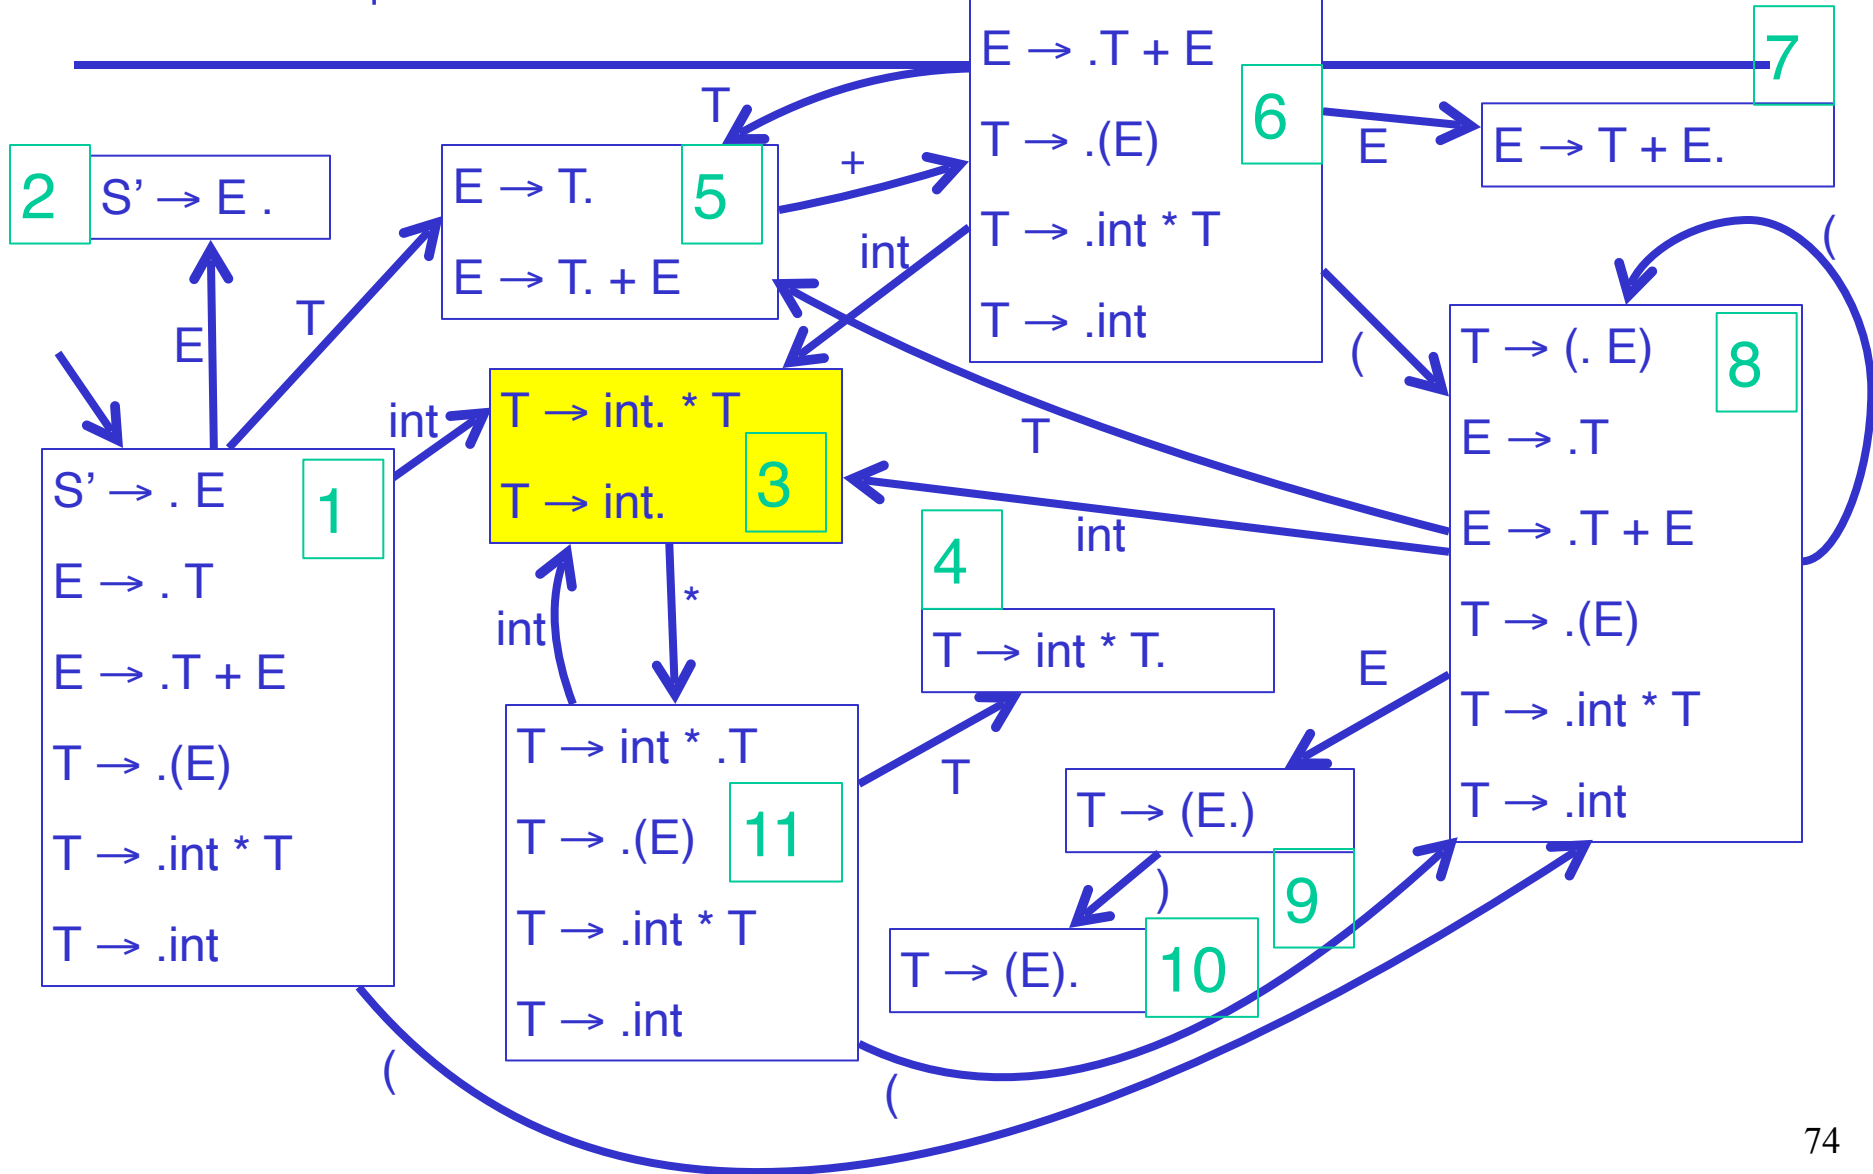 E → .T + E
T → .(E)
T → .int * T
T → .int
6
7
E
E → T + E.
T
+
int
(
2
S’ → E .
E → T.
E → T. + E
5
E
T
int
T → int. * T
T → int.
3
T
int
(
T → (. E)
E → .T
E → .T + E
T → .(E)
T → .int * T
T → .int
8
S’ → . E
E → . T
E → .T + E
T → .(E)
T → .int * T
T → .int
1
int
*
4
T → int * T.
T → int * .T
T → .(E)
T → .int * T
T → .int
11
T
E
T → (E.)
9
)
T → (E).
10
(
(
74